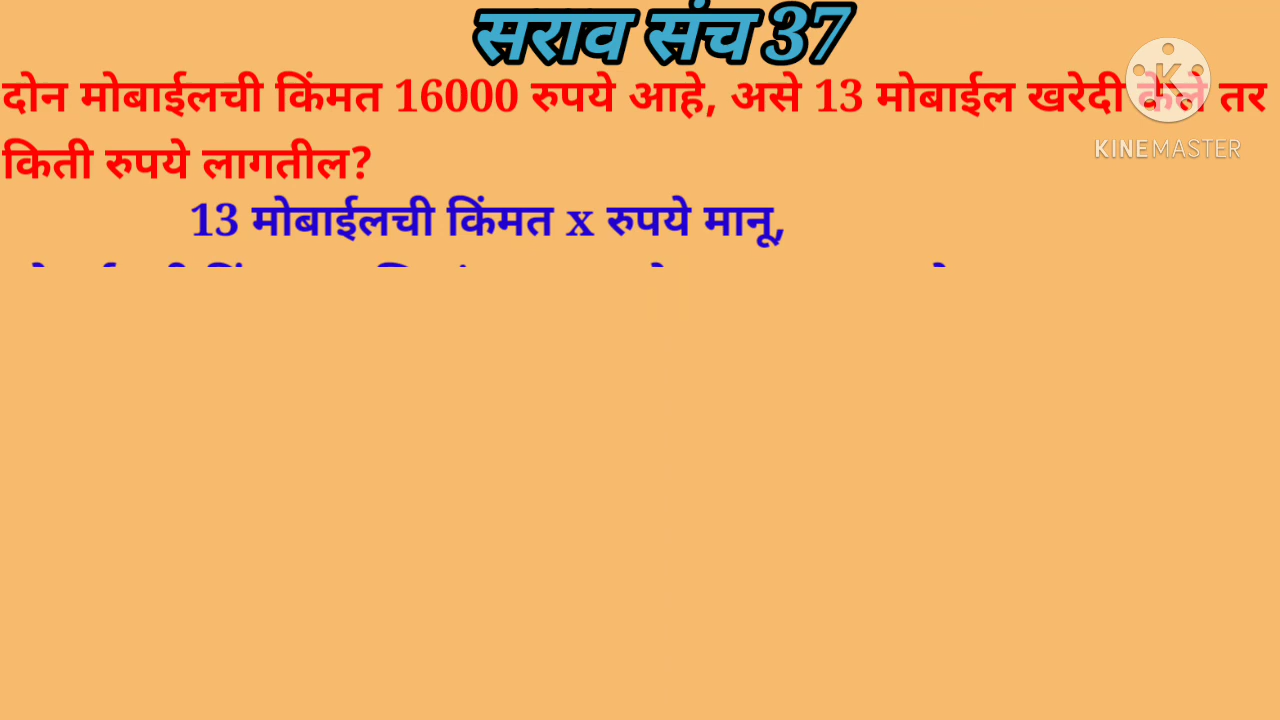 सराव संच 37
दोन मोबाईलची किंमत 16000 रुपये आहे, असे 13 मोबाईल खरेदी केले तर
K
KINEMASTER
किती रुपये लागतील?
13 मोबाईलची किंमत x रुपये मानू,